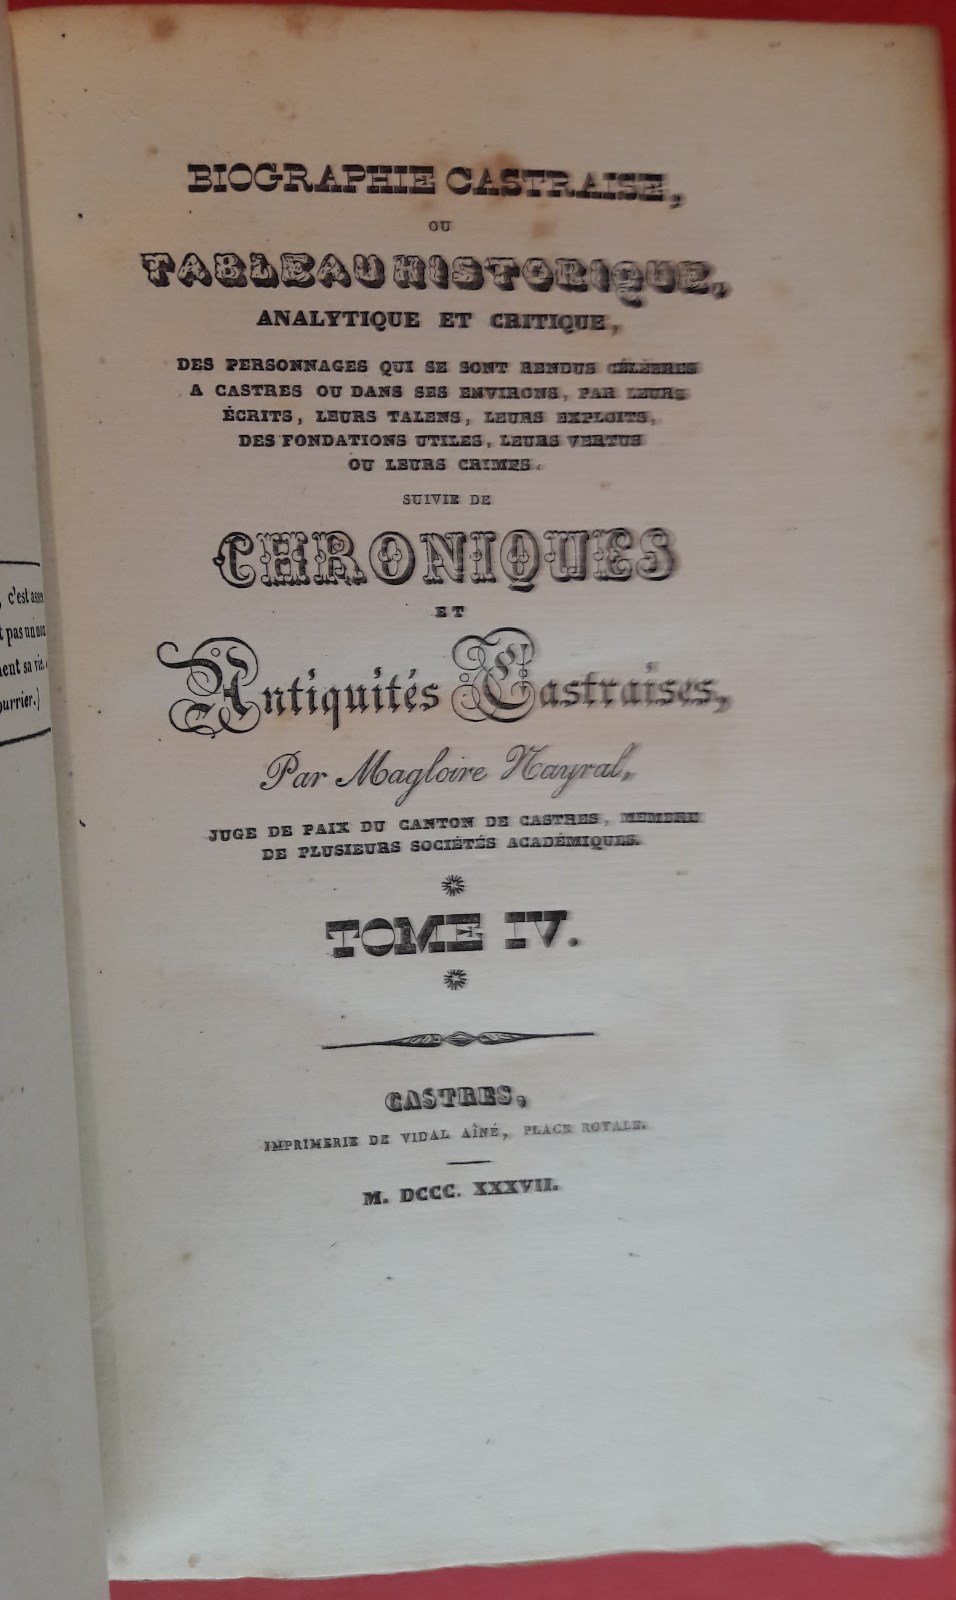 BIOGRAPHIE CASTRAISE,
OU
TABLEAU HISTORIQUE,
ANALYTIQUE ET CRITIQUE,
DES PERSONNAGES QUI SE SONT RENDUS CÉLÈBRES
A CASTRES OU DANS SES ENVIRONS, PAR LEURS
ÉCRITS, LEURS TALENS, LEURS EXPLOITS,
DES FONDATIONS UTILES, LEURS VERTUS
OU LEURS CRIMES.
SUIVIE DE
CHRONIQUES
ET
Antiquités Castraises,
Par Magloire Nayral,
JUGE DE PAIX DU CANTON DE CASTRES, MEMBRE
DE PLUSIEURS SOCIÉTÉS ACADÉMIQUES.
TOME IV.
CASTRES,
IMPRIMERIE DE VIDAL AÎNÉ, PLACE ROYALE.
M. DCCC. XXXVII.
c'est
pas un
sa vie.